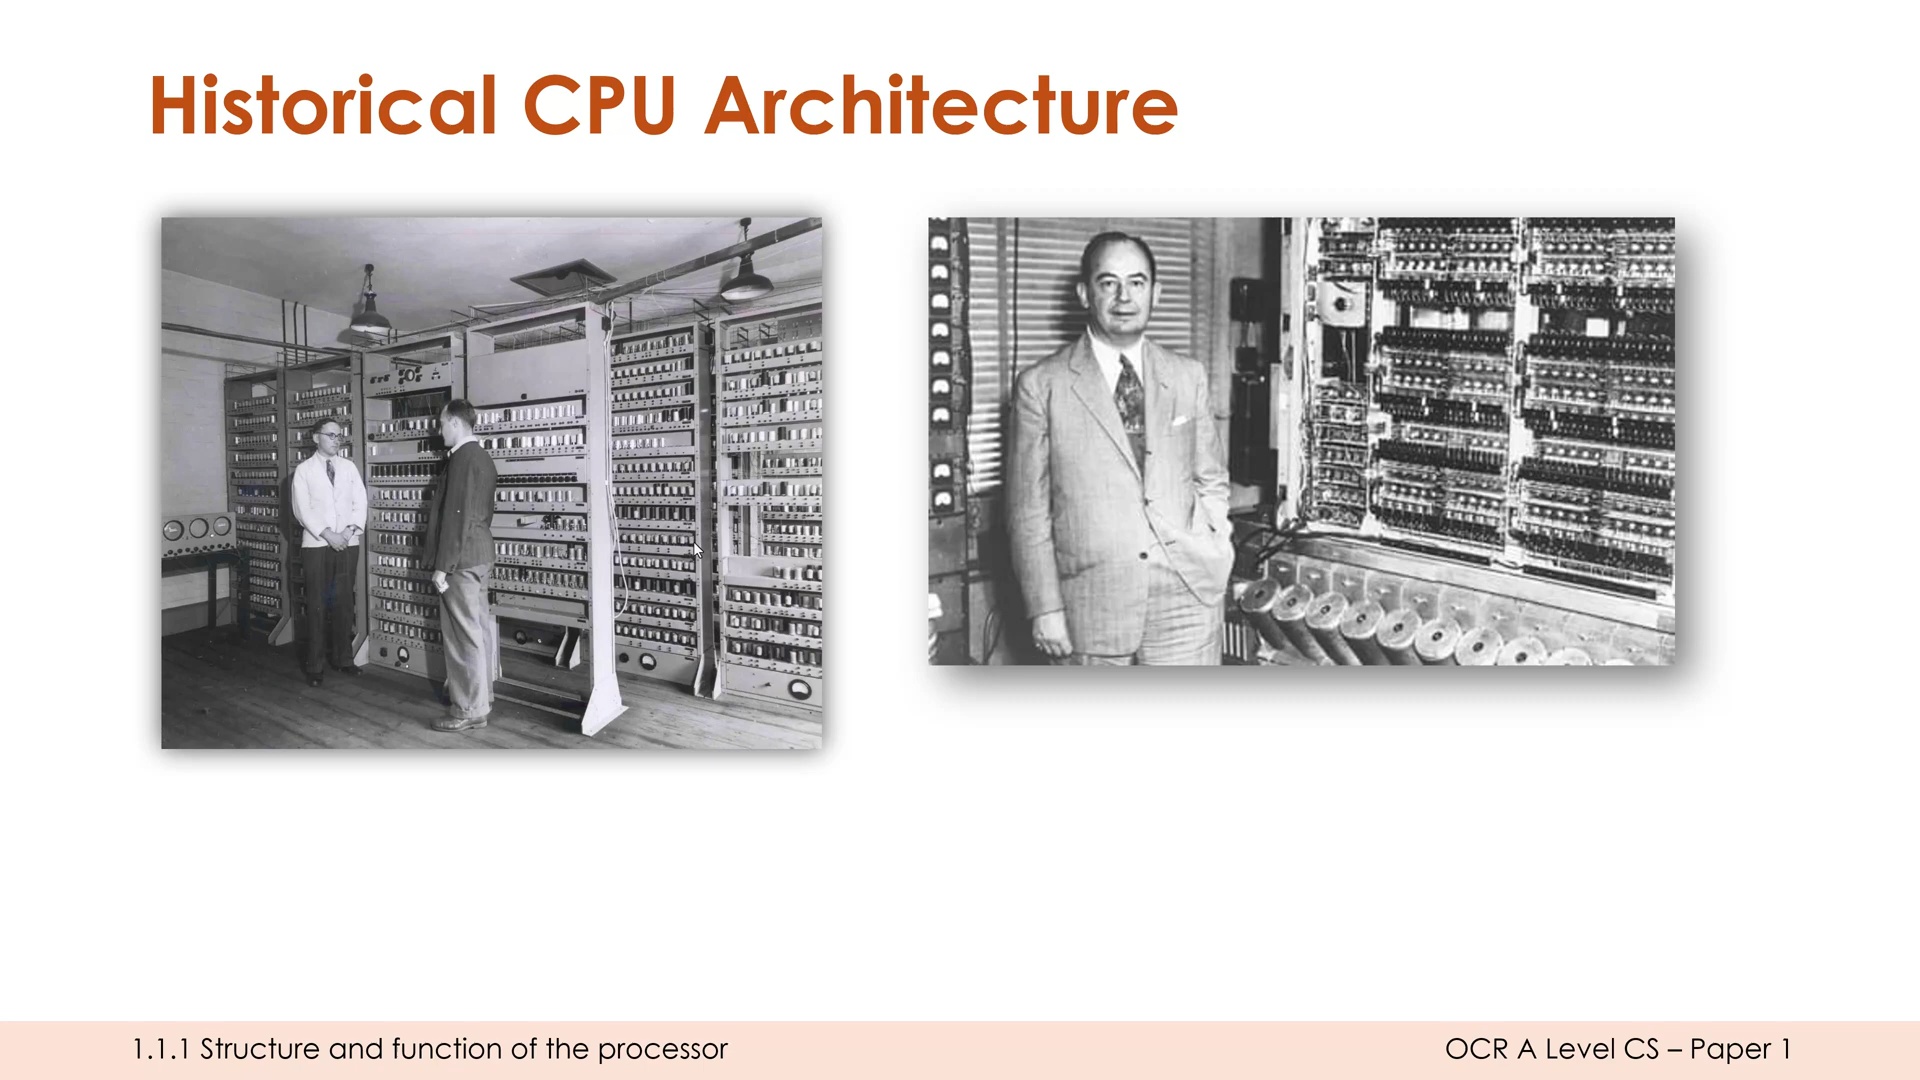 Historical CPU Architecture
1.1.1 Structure and function of the processor
OCR A Level CS – Paper 1